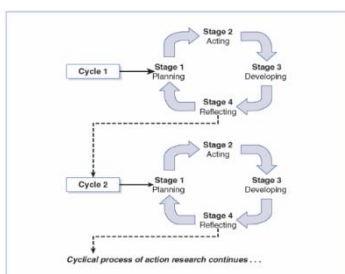 Stage 2
Acting
Cycle 1
Stage 1
Planning
Stage 3
Developing
Stage 4
Reflecting
Stage 2
Acting
Cycle 2
Stage 1
Planning
Stage 3
Developing
Stage 4
Reflecting
Cyclical process of action research continues . . .